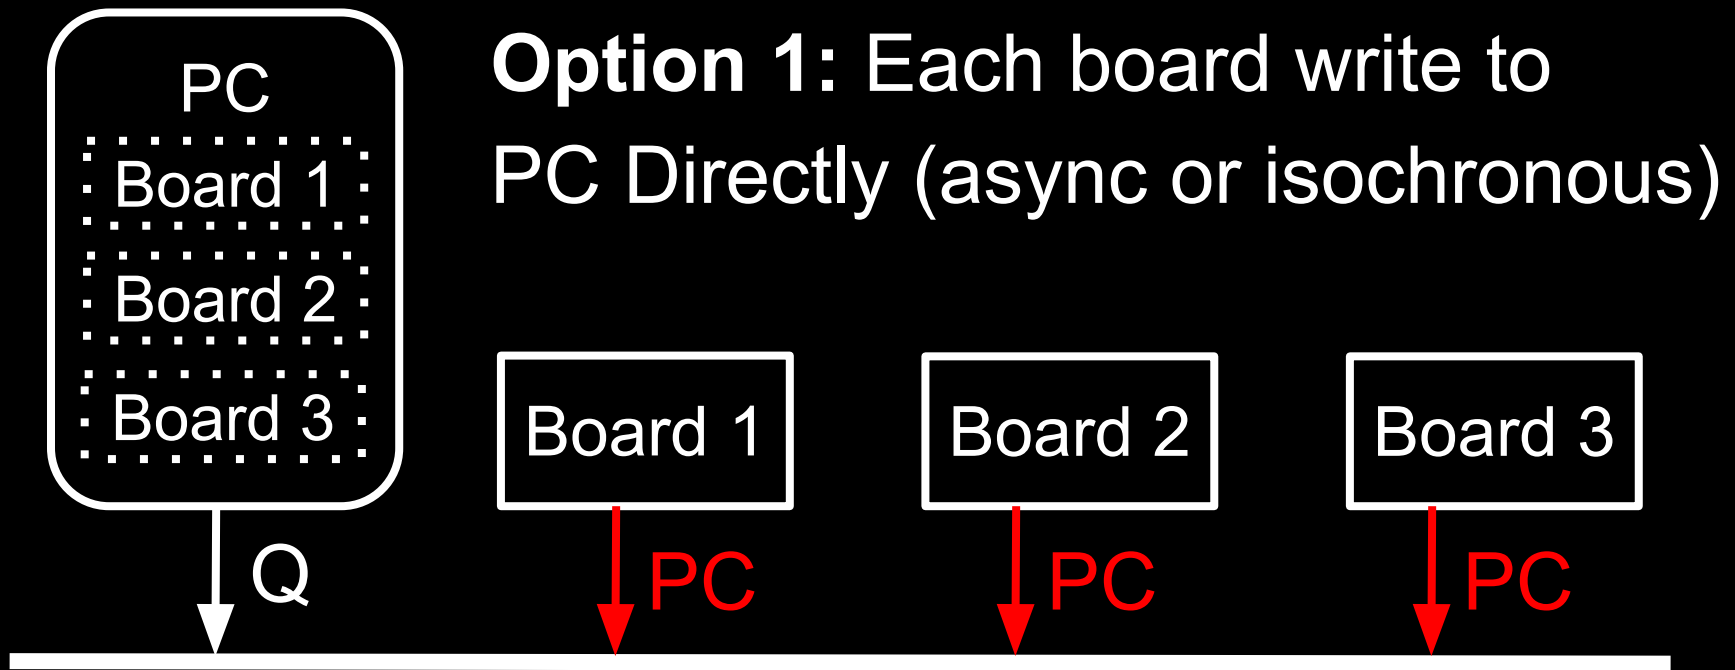 Option 1: Each board write to
PC Directly (async or isochronous)
PC
Board 1
Board 2
Board 3
Board 1
Board 2
Board 3
Q
PC
PC
PC